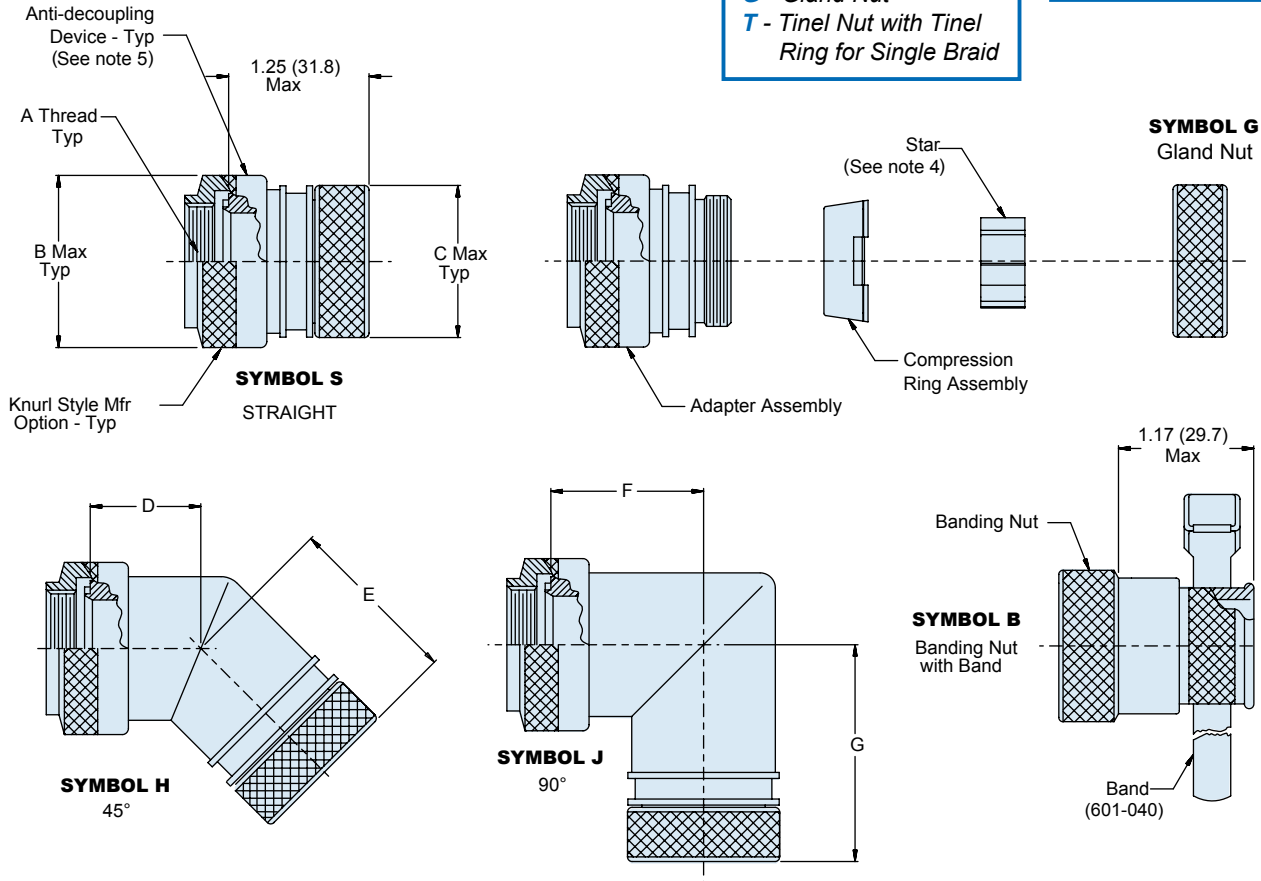 G - Gland Nut
T - Tinel Nut with Tinel
Ring for Single Braid
Anti-decoupling
Device - Typ
(See note 5)
1.25 (31.8)
Max
A Thread
Typ
B Max
Typ
C Max
Typ
SYMBOL S
STRAIGHT
Knurl Style Mfr
Option - Typ
Star
(See note 4)
SYMBOL G
Gland Nut
Compression
Ring Assembly
Adapter Assembly
D
E
SYMBOL H
45°
F
G
SYMBOL J
90°
1.17 (29.7)
Max
Banding Nut
SYMBOL B
Banding Nut
with Band
Band
(601-040)